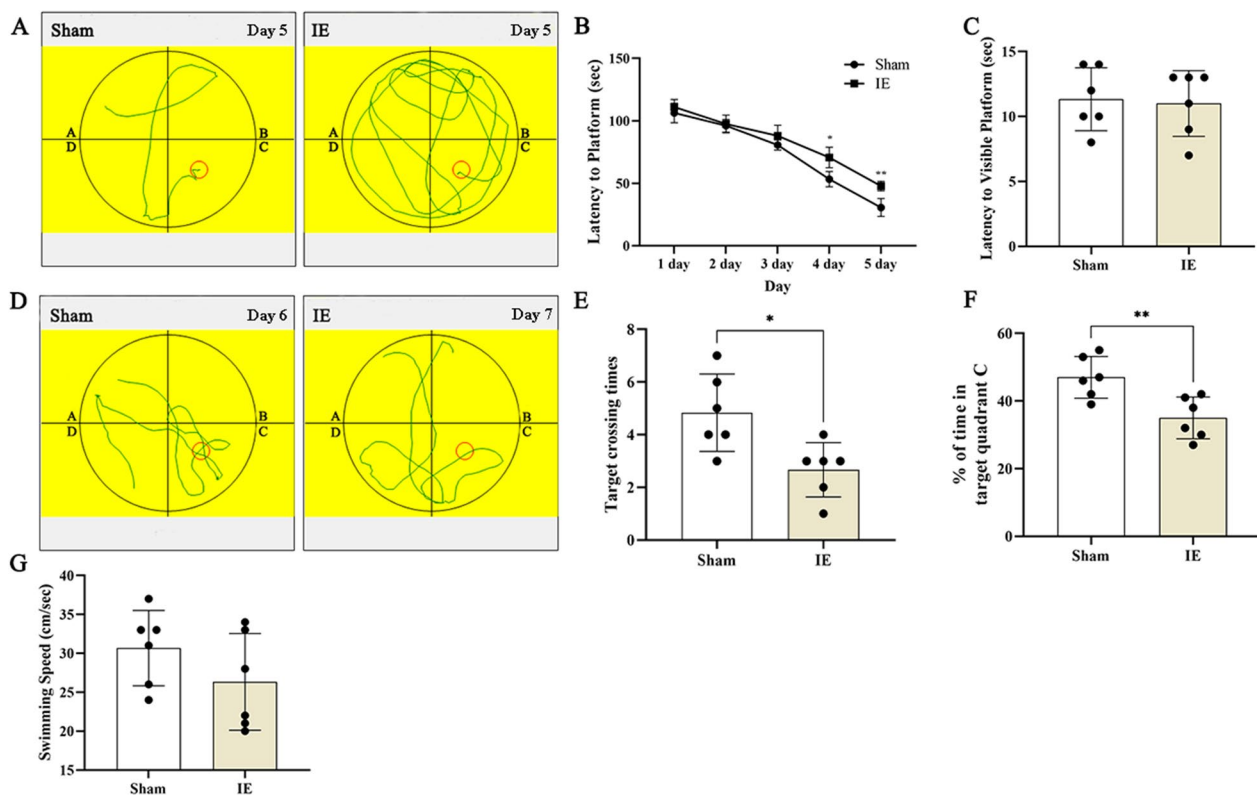 A
Sham Day 5
A B
D C
IE Day 5
A B
D C
B
Latency to Platform (sec)
150
100
50
0
Sham
IE
*
**
1 day 2 day 3 day 4 day 5 day
Day
C
Latency to Visible Platform (sec)
15
10
5
0
Sham IE
D
Sham Day 6
A B
D C
IE Day 7
A B
D C
E
Target crossing times
8
6
4
2
0
*
Sham IE
F
% of time in
target quadrant C
60
40
20
0
**
Sham IE
G
Swimming Speed (cm/sec)
40
35
30
25
20
15
Sham IE